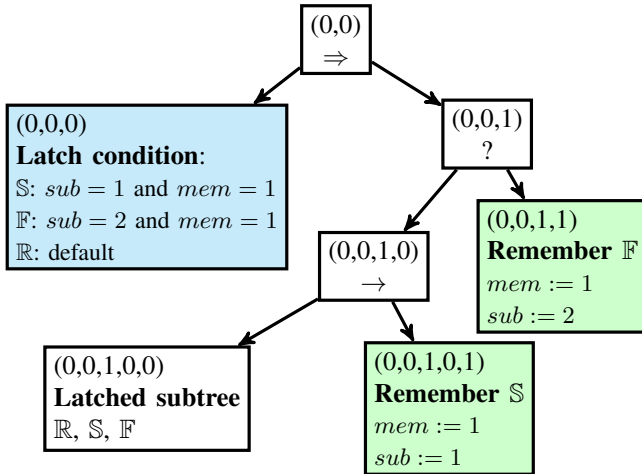 (0,0)
⇒
(0,0,0)
Latch condition:
𝕊: sub = 1 and mem = 1
𝔽: sub = 2 and mem = 1
ℝ: default
(0,0,1)
?
(0,0,1,0)
→
(0,0,1,1)
Remember 𝔽
mem := 1
sub := 2
(0,0,1,0,0)
Latched subtree
ℝ, 𝕊, 𝔽
(0,0,1,0,1)
Remember 𝕊
mem := 1
sub := 1